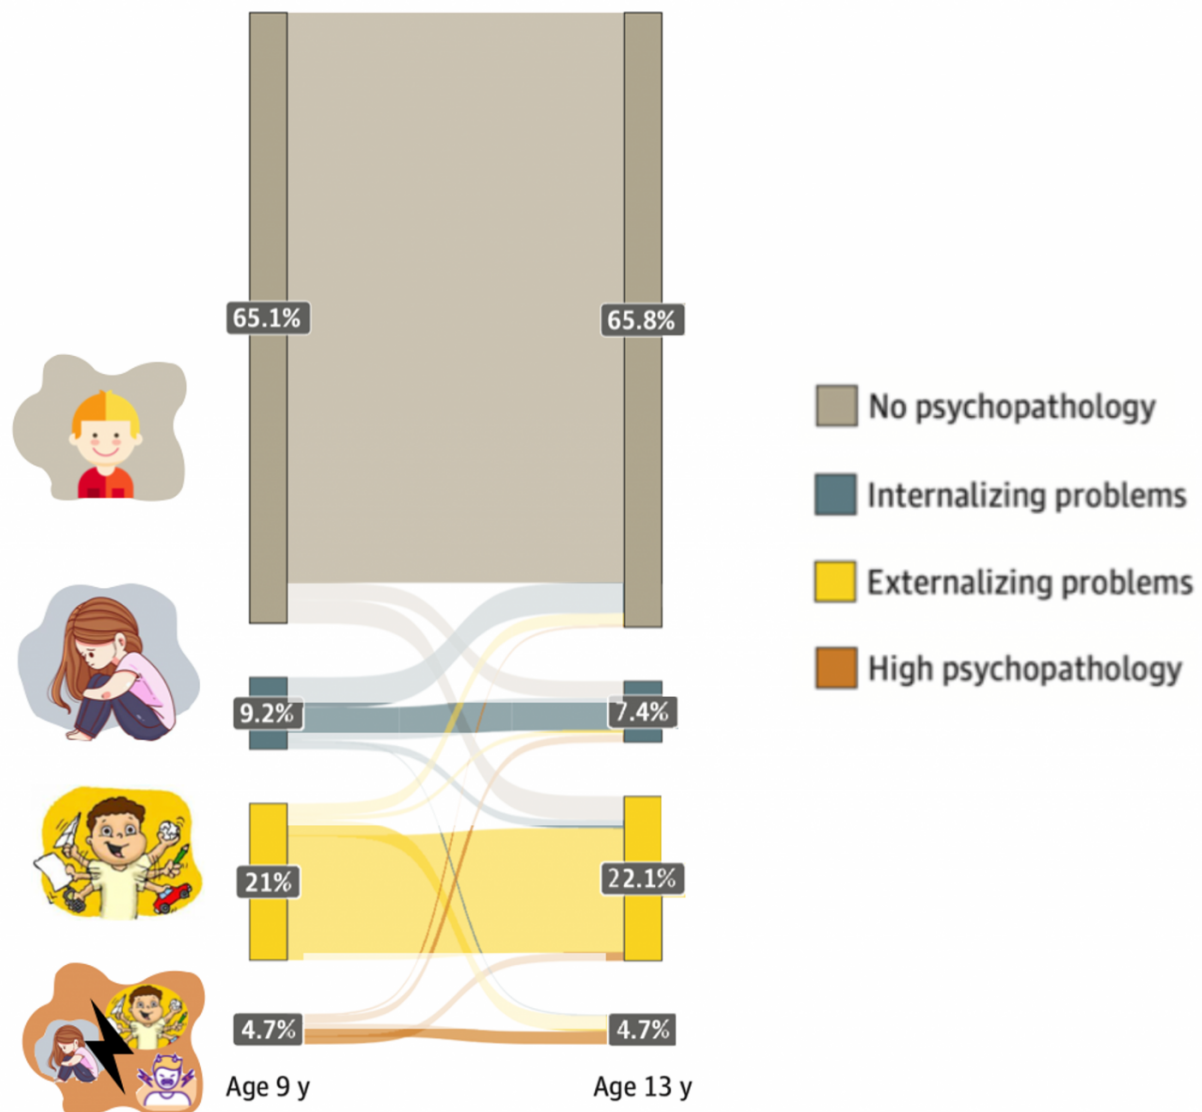 65.1%
65.8%
No psychopathology
Internalizing problems
Externalizing problems
High psychopathology
9.2%
7.4%
21%
22.1%
4.7%
4.7%
Age 9 y
Age 13 y